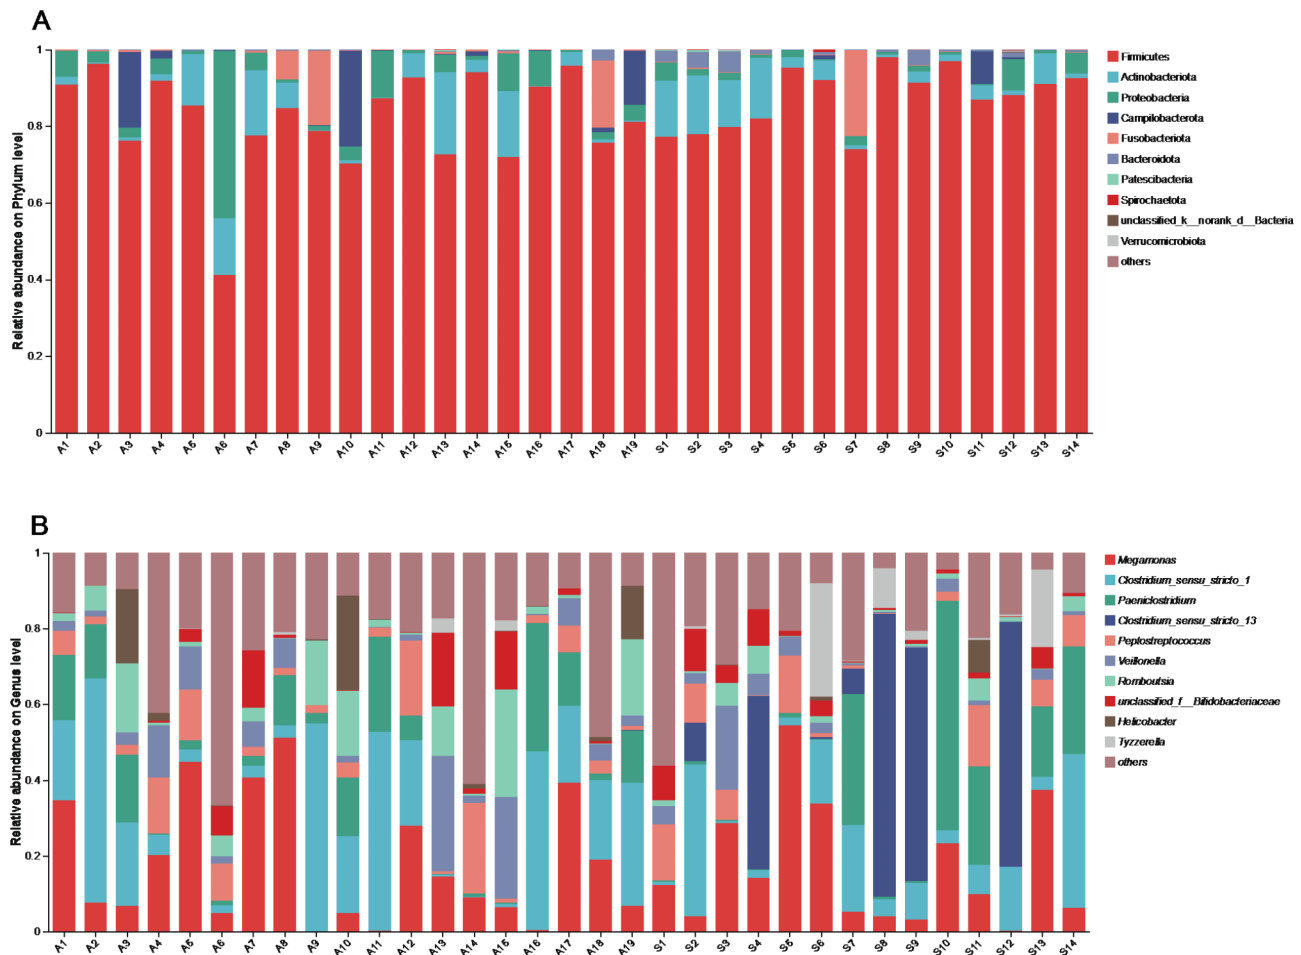 A
Relative abundance on Phylum level
1
0.8
0.6
0.4
0.2
0
A1 A2 A3 A4 A5 A6 A7 A8 A9 A10 A11 A12 A13 A14 A15 A16 A17 A18 A19 S1 S2 S3 S4 S5 S6 S7 S8 S9 S10 S11 S12 S13 S14
Firmicutes
Actinobacteriota
Proteobacteria
Campilobacterota
Fusobacteriota
Bacteroidota
Patescibacteria
Spirochaetota
unclassified_k__norank_d__Bacteria
Verrucomicrobiota
others
B
Relative abundance on Genus level
1
0.8
0.6
0.4
0.2
0
A1 A2 A3 A4 A5 A6 A7 A8 A9 A10 A11 A12 A13 A14 A15 A16 A17 A18 A19 S1 S2 S3 S4 S5 S6 S7 S8 S9 S10 S11 S12 S13 S14
Megamonas
Clostridium_sensu_stricto_1
Paeniclostridium
Clostridium_sensu_stricto_13
Peptostreptococcus
Veillonella
Romboutsia
unclassified_f__Bifidobacteriaceae
Helicobacter
Tyzzerella
others